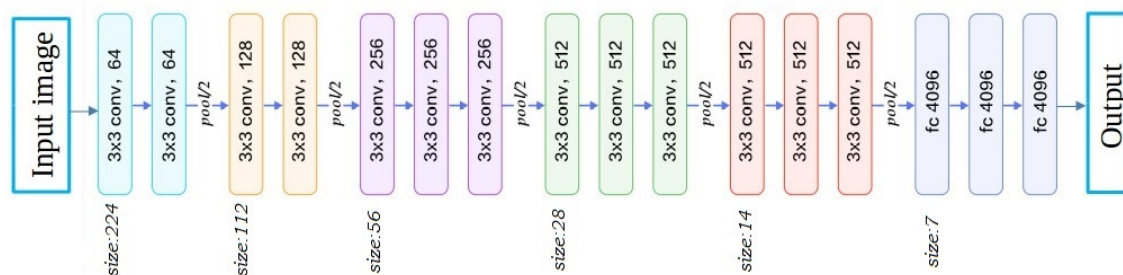 Input image
3x3 conv, 64
3x3 conv, 64
pool/2
3x3 conv, 128
3x3 conv, 128
pool/2
3x3 conv, 256
3x3 conv, 256
3x3 conv, 256
pool/2
3x3 conv, 512
3x3 conv, 512
3x3 conv, 512
pool/2
3x3 conv, 512
3x3 conv, 512
3x3 conv, 512
pool/2
fc 4096
fc 4096
fc 4096
Output
size:224
size:112
size:56
size:28
size:14
size:7